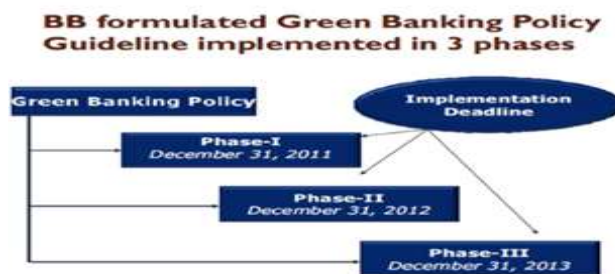 BB formulated Green Banking Policy
Guideline implemented in 3 phases
Green Banking Policy
Implementation
Deadline
Phase-I
December 31, 2011
Phase-II
December 31, 2012
Phase-III
December 31, 2013